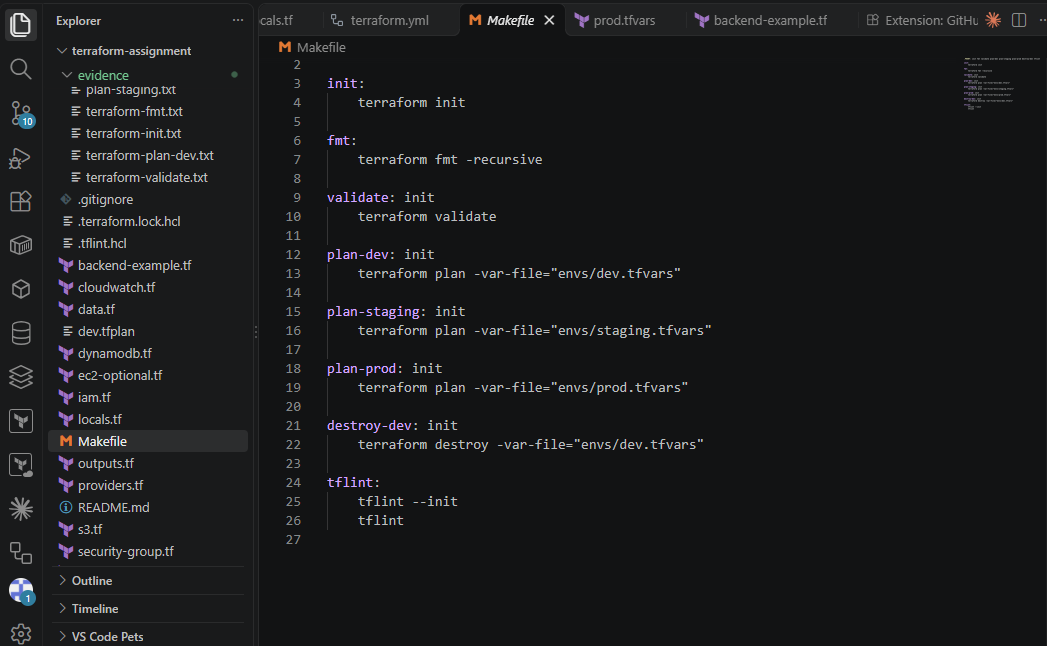 Explorer
terraform-assignment
evidence
plan-staging.txt
terraform-fmt.txt
terraform-init.txt
terraform-plan-dev.txt
terraform-validate.txt
.gitignore
.terraform.lock.hcl
.tflint.hcl
backend-example.tf
cloudwatch.tf
data.tf
dev.tfplan
dynamodb.tf
ec2-optional.tf
iam.tf
locals.tf
Makefile
outputs.tf
providers.tf
README.md
s3.tf
security-group.tf
Outline
Timeline
VS Code Pets
10
1
cals.tf terraform.yml Makefile prod.tfvars backend-example.tf Extension: GitHu
Makefile
2
3 init:
4 terraform init
5
6 fmt:
7 terraform fmt -recursive
8
9 validate: init
10 terraform validate
11
12 plan-dev: init
13 terraform plan -var-file="envs/dev.tfvars"
14
15 plan-staging: init
16 terraform plan -var-file="envs/staging.tfvars"
17
18 plan-prod: init
19 terraform plan -var-file="envs/prod.tfvars"
20
21 destroy-dev: init
22 terraform destroy -var-file="envs/dev.tfvars"
23
24 tflint:
25 tflint --init
26 tflint
27